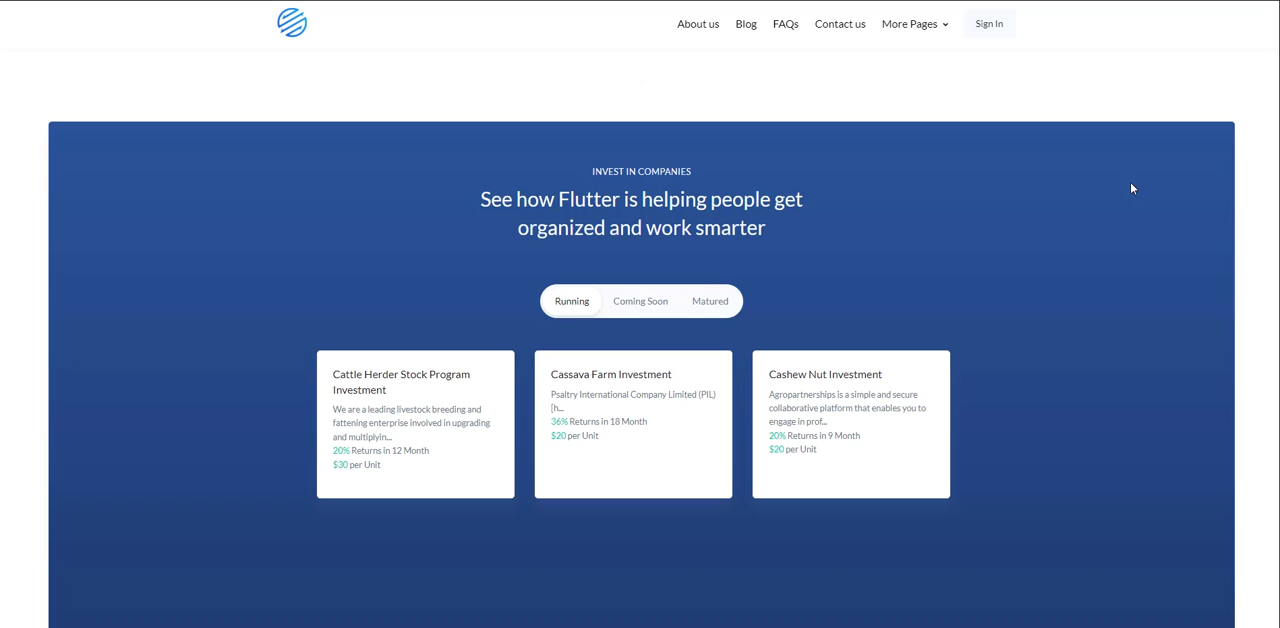 About us Blog FAQs Contact us More Pages Sign In
INVEST IN COMPANIES
See how Flutter is helping people get
organized and work smarter
Running Coming Soon Matured
Cattle Herder Stock Program
Investment
We are a leading livestock breeding and
fattening enterprise involved in upgrading
and multiplyin...
20% Returns in 12 Month
$30 per Unit
Cassava Farm Investment
Psaltry International Company Limited (PIL)
[h...
36% Returns in 18 Month
$20 per Unit
Cashew Nut Investment
Agropartnerships is a simple and secure
collaborative platform that enables you to
engage in prof...
20% Returns in 9 Month
$20 per Unit